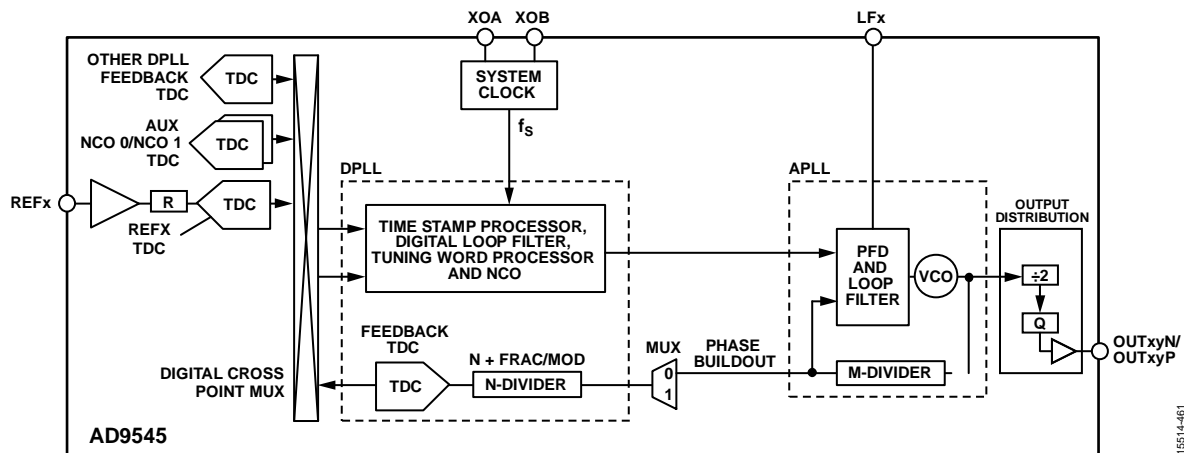 XOA XOB LFx
OTHER DPLL
FEEDBACK
TDC
TDC
SYSTEM
CLOCK
AUX
NCO 0/NCO 1
TDC
TDC
fS
DPLL
APLL
REFx
R
TDC
REFX
TDC
TIME STAMP PROCESSOR,
DIGITAL LOOP FILTER,
TUNING WORD PROCESSOR
AND NCO
PFD
AND
LOOP
FILTER
VCO
OUTPUT
DISTRIBUTION
÷2
Q
OUTxyN/
OUTxyP
FEEDBACK
TDC
N + FRAC/MOD
MUX
PHASE
BUILDOUT
DIGITAL CROSS
POINT MUX
TDC
N-DIVIDER
0
1
M-DIVIDER
AD9545
15514-461